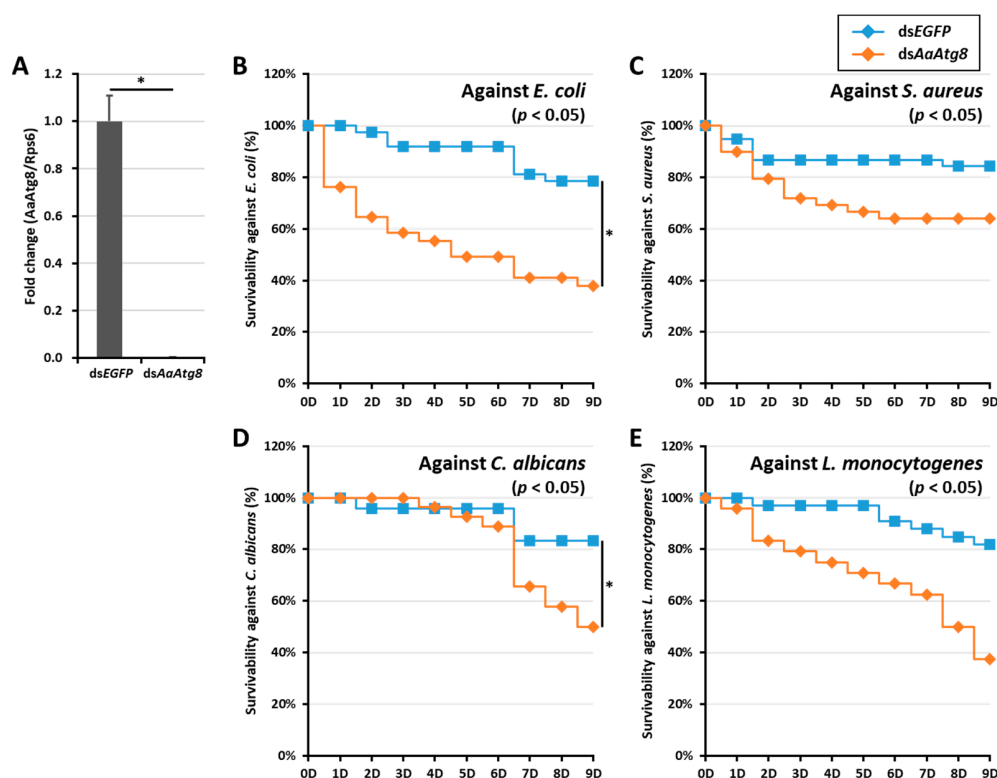 dsEGFP
dsAaAtg8
A
Fold change (AaAtg8/Rps6)
1.2
1.0
0.8
0.6
0.4
0.2
0.0
*
dsEGFP dsAaAtg8
B
Against E. coli
(p < 0.05)
Survivability against E. coli (%)
120%
100%
80%
60%
40%
20%
0%
*
0D 1D 2D 3D 4D 5D 6D 7D 8D 9D
C
Against S. aureus
(p < 0.05)
Survivability against S. aureus (%)
120%
100%
80%
60%
40%
20%
0%
0D 1D 2D 3D 4D 5D 6D 7D 8D 9D
D
Against C. albicans
(p < 0.05)
Survivability against C. albicans (%)
120%
100%
80%
60%
40%
20%
0%
*
0D 1D 2D 3D 4D 5D 6D 7D 8D 9D
E
Against L. monocytogenes
(p < 0.05)
Survivability against L. monocytogenes (%)
120%
100%
80%
60%
40%
20%
0%
0D 1D 2D 3D 4D 5D 6D 7D 8D 9D